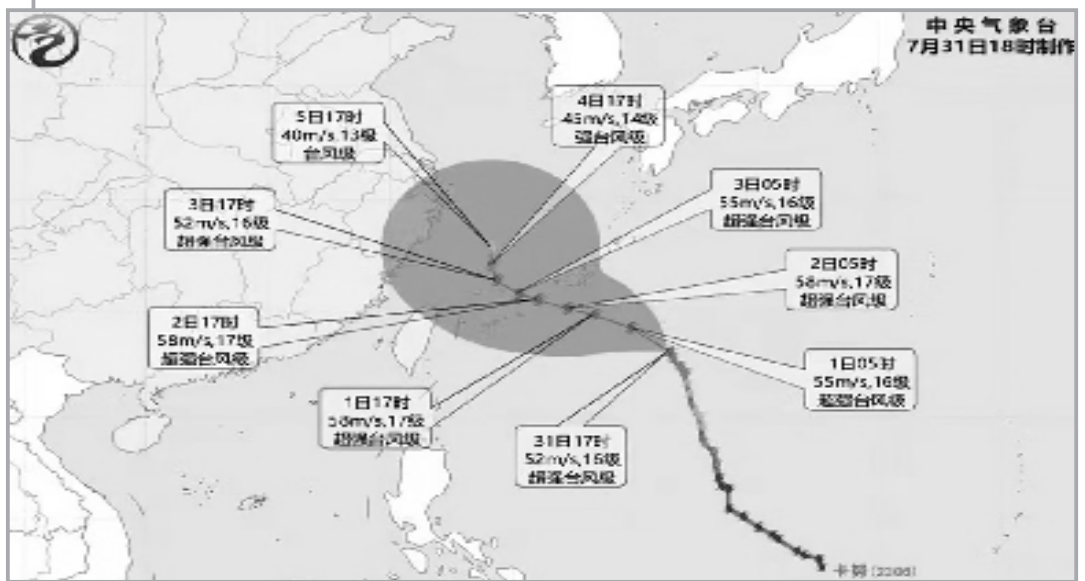 中央气象台
7月31日18时制作
5日17时
40m/s,13级
台风级
4日17时
45m/s,14级
强台风级
3日17时
52m/s,16级
超强台风级
3日05时
55m/s,16级
超强台风级
2日05时
58m/s,17级
超强台风级
2日17时
58m/s,17级
超强台风级
1日05时
55m/s,16级
超强台风级
1日17时
58m/s,17级
超强台风级
31日17时
52m/s,16级
超强台风级
卡努(2306)